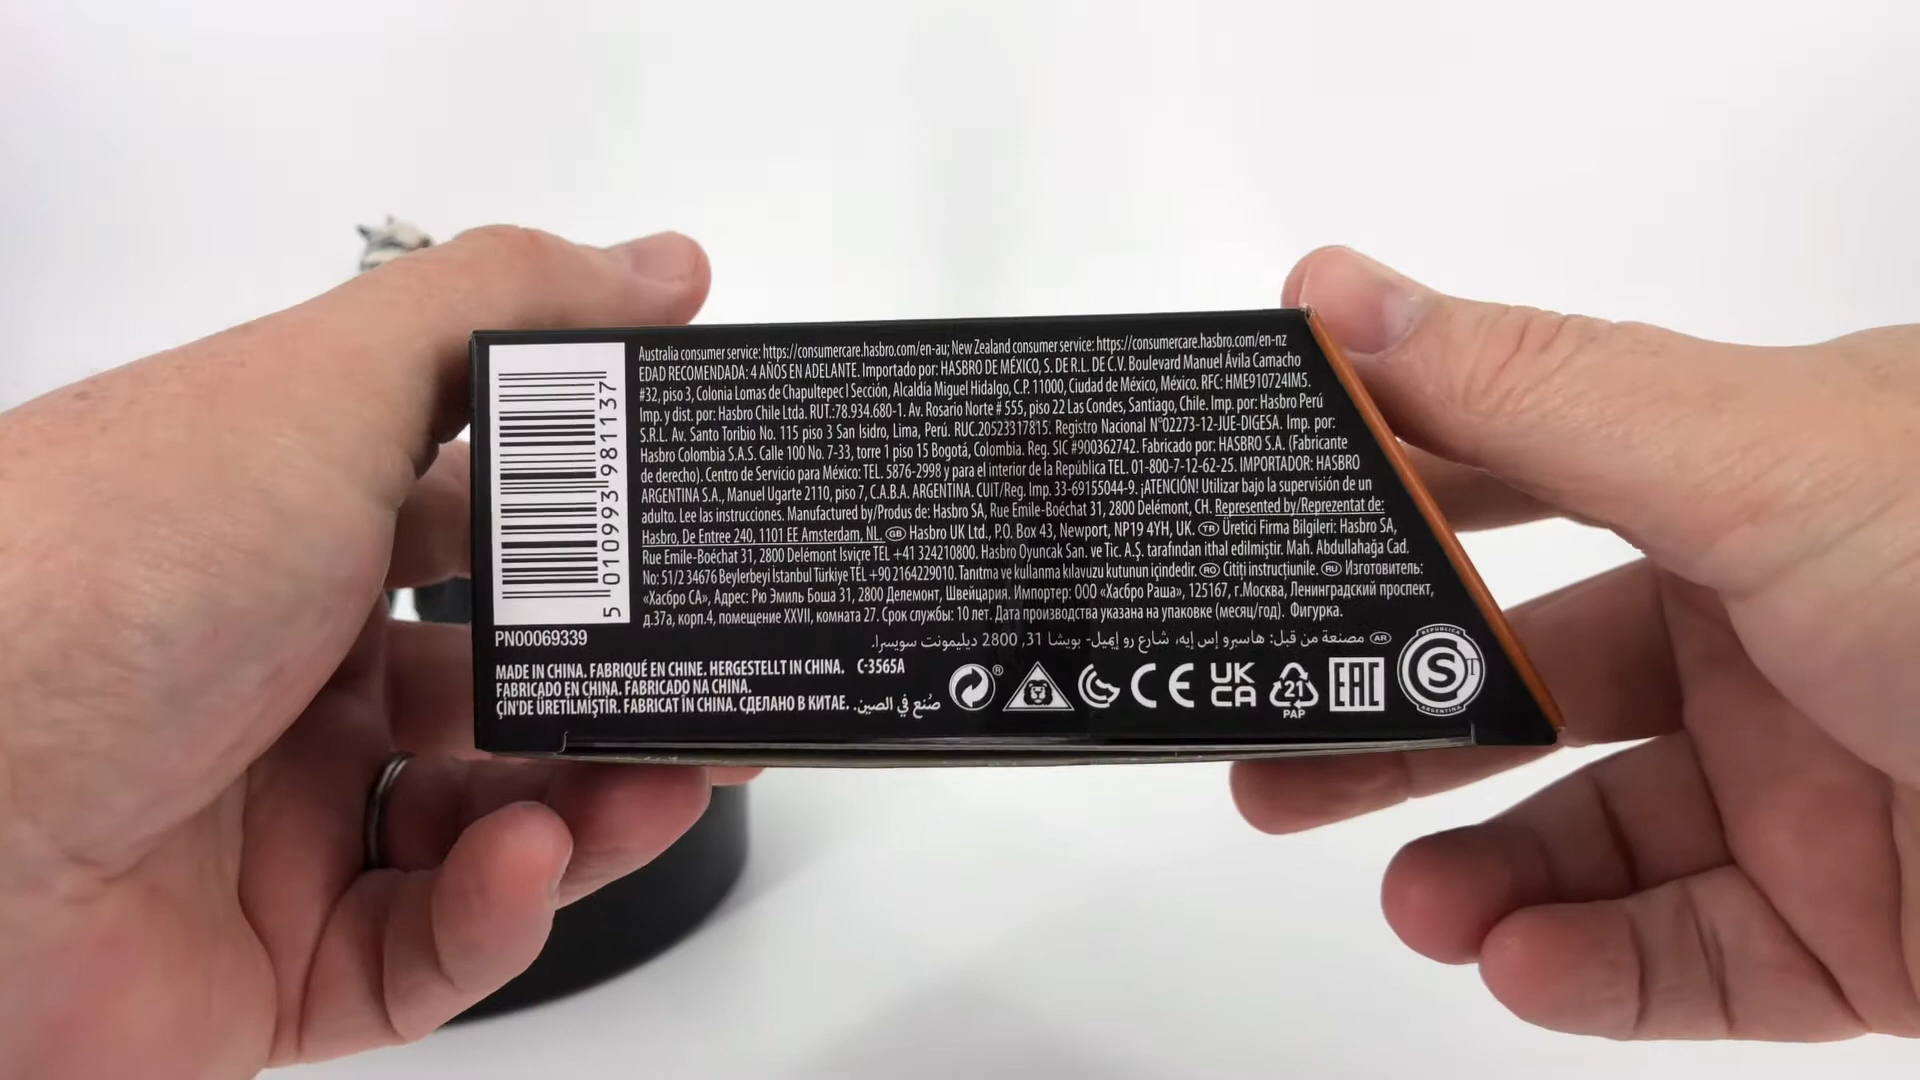 Australia consumer service: https://consumercare.hasbro.com/en-au; New Zealand consumer service: https://consumercare.hasbro.com/en-nz
EDAD RECOMENDADA: 4 AÑOS EN ADELANTE. Importado por: HASBRO DE MÉXICO, S. DE R.L. DE C.V. Boulevard Manuel Ávila Camacho
#32, piso 3, Colonia Lomas de Chapultepec I Sección, Alcaldía Miguel Hidalgo, C.P. 11000, Ciudad de México, México. RFC: HME910724IM5.
Imp. y dist. por: Hasbro Chile Ltda. RUT.:78.934.680-1. Av. Rosario Norte # 555, piso 22 Las Condes, Santiago, Chile. Imp. por: Hasbro Perú
S.R.L. Av. Santo Toribio No. 115 piso 3 San Isidro, Lima, Perú. RUC.20523317815. Registro Nacional N°02273-12-JUE-DIGESA. Imp. por:
Hasbro Colombia S.A.S. Calle 100 No. 7-33, torre 1 piso 15 Bogotá, Colombia. Reg. SIC #900362742. Fabricado por: HASBRO S.A. (Fabricante
de derecho). Centro de Servicio para México: TEL. 5876-2998 y para el interior de la República TEL. 01-800-7-12-62-25. IMPORTADOR: HASBRO
ARGENTINA S.A., Manuel Ugarte 2110, piso 7, C.A.B.A. ARGENTINA. CUIT/Reg. Imp. 33-69155044-9. ¡ATENCIÓN! Utilizar bajo la supervisión de un
adulto. Lee las instrucciones. Manufactured by/Produs de: Hasbro SA, Rue Emile-Boéchat 31, 2800 Delémont, CH. Represented by/Reprezentat de:
Hasbro, De Entree 240, 1101 EE Amsterdam, NL. GB Hasbro UK Ltd., P.O. Box 43, Newport, NP19 4YH, UK. TR Üretici Firma Bilgileri: Hasbro SA,
Rue Emile-Boéchat 31, 2800 Delémont İsviçre TEL +41 324210800. Hasbro Oyuncak San. ve Tic. A.Ş. tarafından ithal edilmiştir. Mah. Abdullahağa Cad.
No: 51/2 34676 Beylerbeyi İstanbul Türkiye TEL +90 2164229010. Tanıtma ve kullanma kılavuzu kutunun içindedir. RO Citiți instrucțiunile. RU Изготовитель:
«Хасбро СА», Адрес: Рю Эмиль Боша 31, 2800 Делемонт, Швейцария. Импортер: ООО «Хасбро Раша», 125167, г.Москва, Ленинградский проспект,
д.37а, корп.4, помещение XXVII, комната 27. Срок службы: 10 лет. Дата производства указана на упаковке (месяц/год). Фигурка.
AR مصنعة من قبل: هاسبرو إس إيه، شارع رو إيميل- بويشا 31, 2800 ديليمونت سويسرا.
5 010993 981137
PN00069339
MADE IN CHINA. FABRIQUÉ EN CHINE. HERGESTELLT IN CHINA. C-3565A
FABRICADO EN CHINA. FABRICADO NA CHINA.
ÇİN'DE ÜRETİLMİŞTİR. FABRICAT ÎN CHINA. СДЕЛАНО В КИТАЕ. صُنع في الصين.
®
CE
UK
CA
21
PAP
EAC
REPUBLICA
S T
ARGENTINA